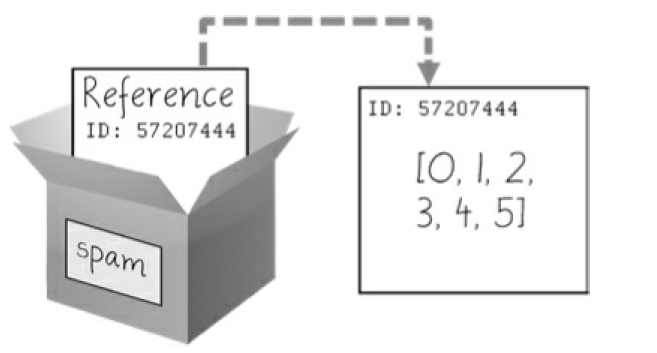 Reference
ID: 57207444
spam
ID: 57207444
[0, 1, 2,
3, 4, 5]